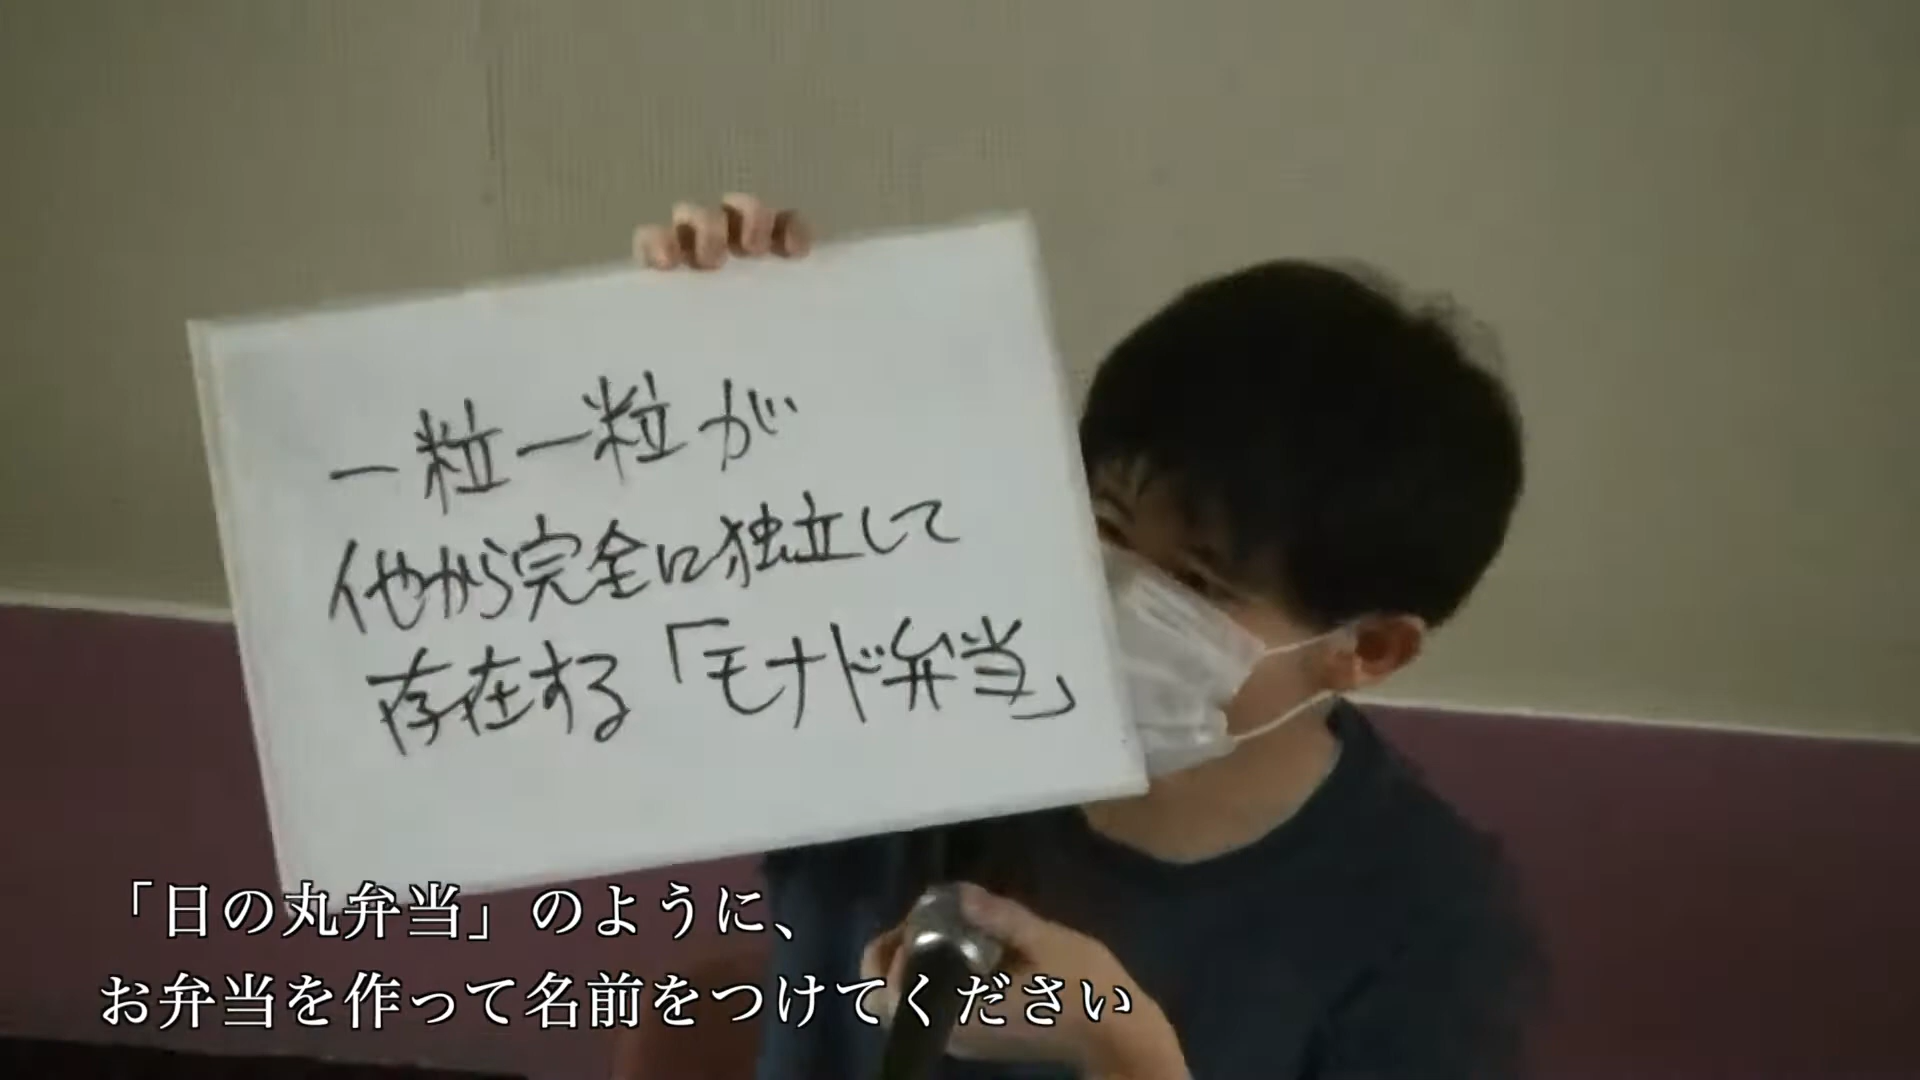 一粒一粒が
他から完全に独立して
存在する「モナド弁当」
「日の丸弁当」のように、
お弁当を作って名前をつけてください